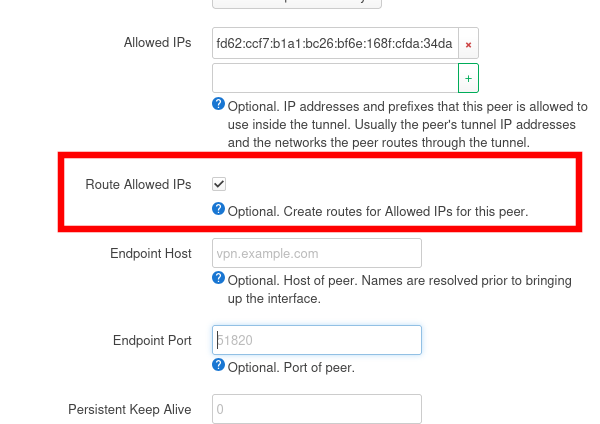 Allowed IPs
fd62:ccf7:b1a1:bc26:bf6e:168f:cfda:34da
×
+
? Optional. IP addresses and prefixes that this peer is allowed to
use inside the tunnel. Usually the peer's tunnel IP addresses
and the networks the peer routes through the tunnel.
Route Allowed IPs
? Optional. Create routes for Allowed IPs for this peer.
Endpoint Host
vpn.example.com
? Optional. Host of peer. Names are resolved prior to bringing
up the interface.
Endpoint Port
51820
? Optional. Port of peer.
Persistent Keep Alive
0